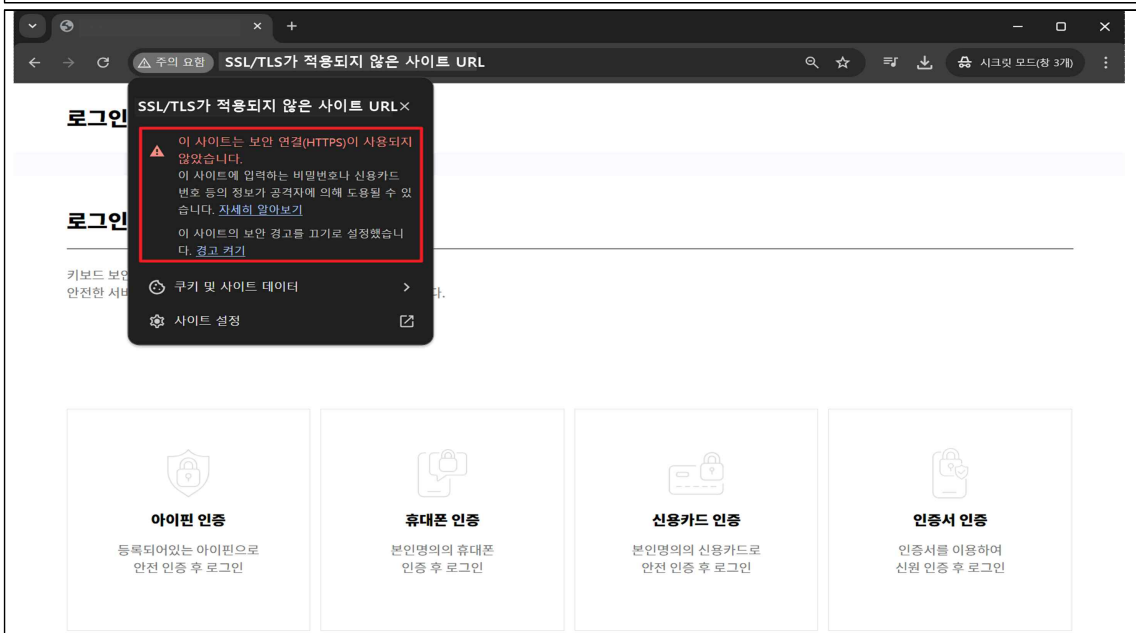 주의 요함 SSL/TLS가 적용되지 않은 사이트 URL
시크릿 모드(창 3개)
SSL/TLS가 적용되지 않은 사이트 URL
이 사이트는 보안 연결(HTTPS)이 사용되지
않았습니다.
이 사이트에 입력하는 비밀번호나 신용카드
번호 등의 정보가 공격자에 의해 도용될 수 있
습니다. 자세히 알아보기
이 사이트의 보안 경고를 끄기로 설정했습니
다. 경고 켜기
쿠키 및 사이트 데이터
사이트 설정
로그인
로그인
키보드 보안
안전한 서비
다.
아이핀 인증
등록되어있는 아이핀으로
안전 인증 후 로그인
휴대폰 인증
본인명의의 휴대폰
인증 후 로그인
신용카드 인증
본인명의의 신용카드로
안전 인증 후 로그인
인증서 인증
인증서를 이용하여
신원 인증 후 로그인